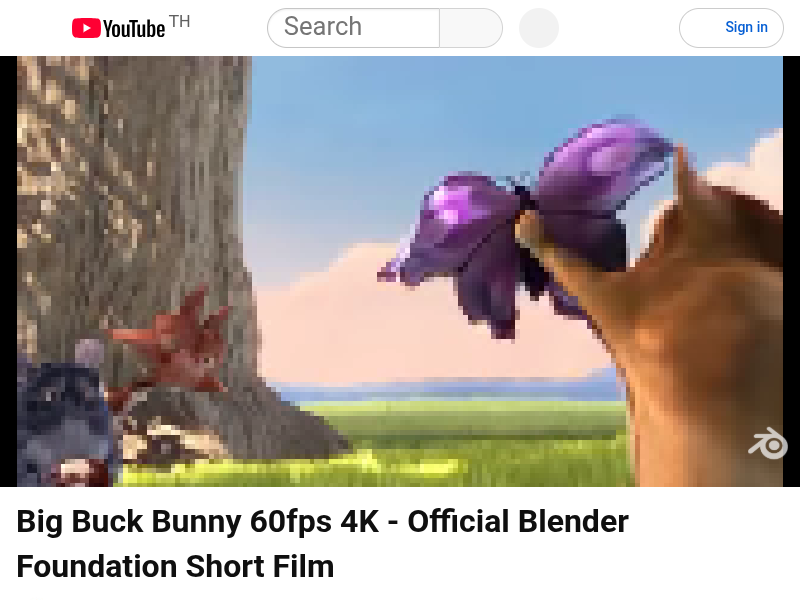 YouTube TH
Search
Sign in
Big Buck Bunny 60fps 4K - Official Blender
Foundation Short Film